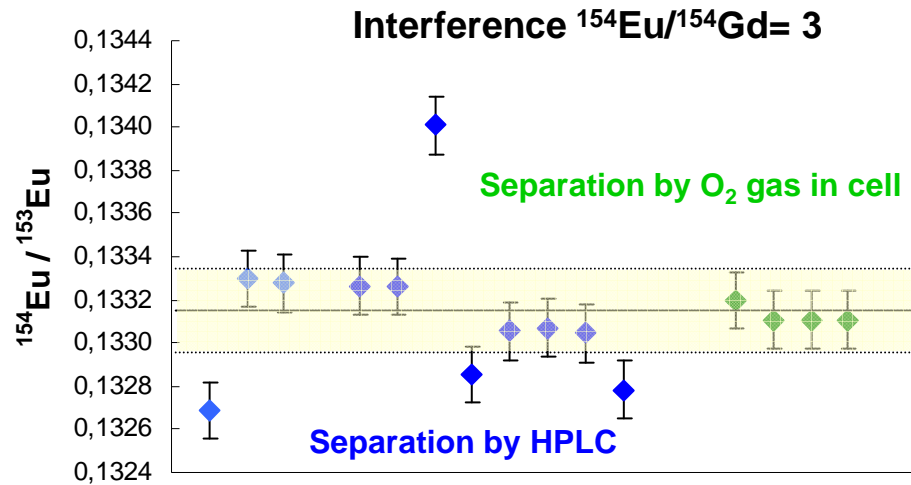 Interference ¹⁵⁴Eu/¹⁵⁴Gd= 3
0,1344
0,1342
0,1340
0,1338
0,1336
0,1334
0,1332
0,1330
0,1328
0,1326
0,1324
¹⁵⁴Eu / ¹⁵³Eu
Separation by O₂ gas in cell
Separation by HPLC